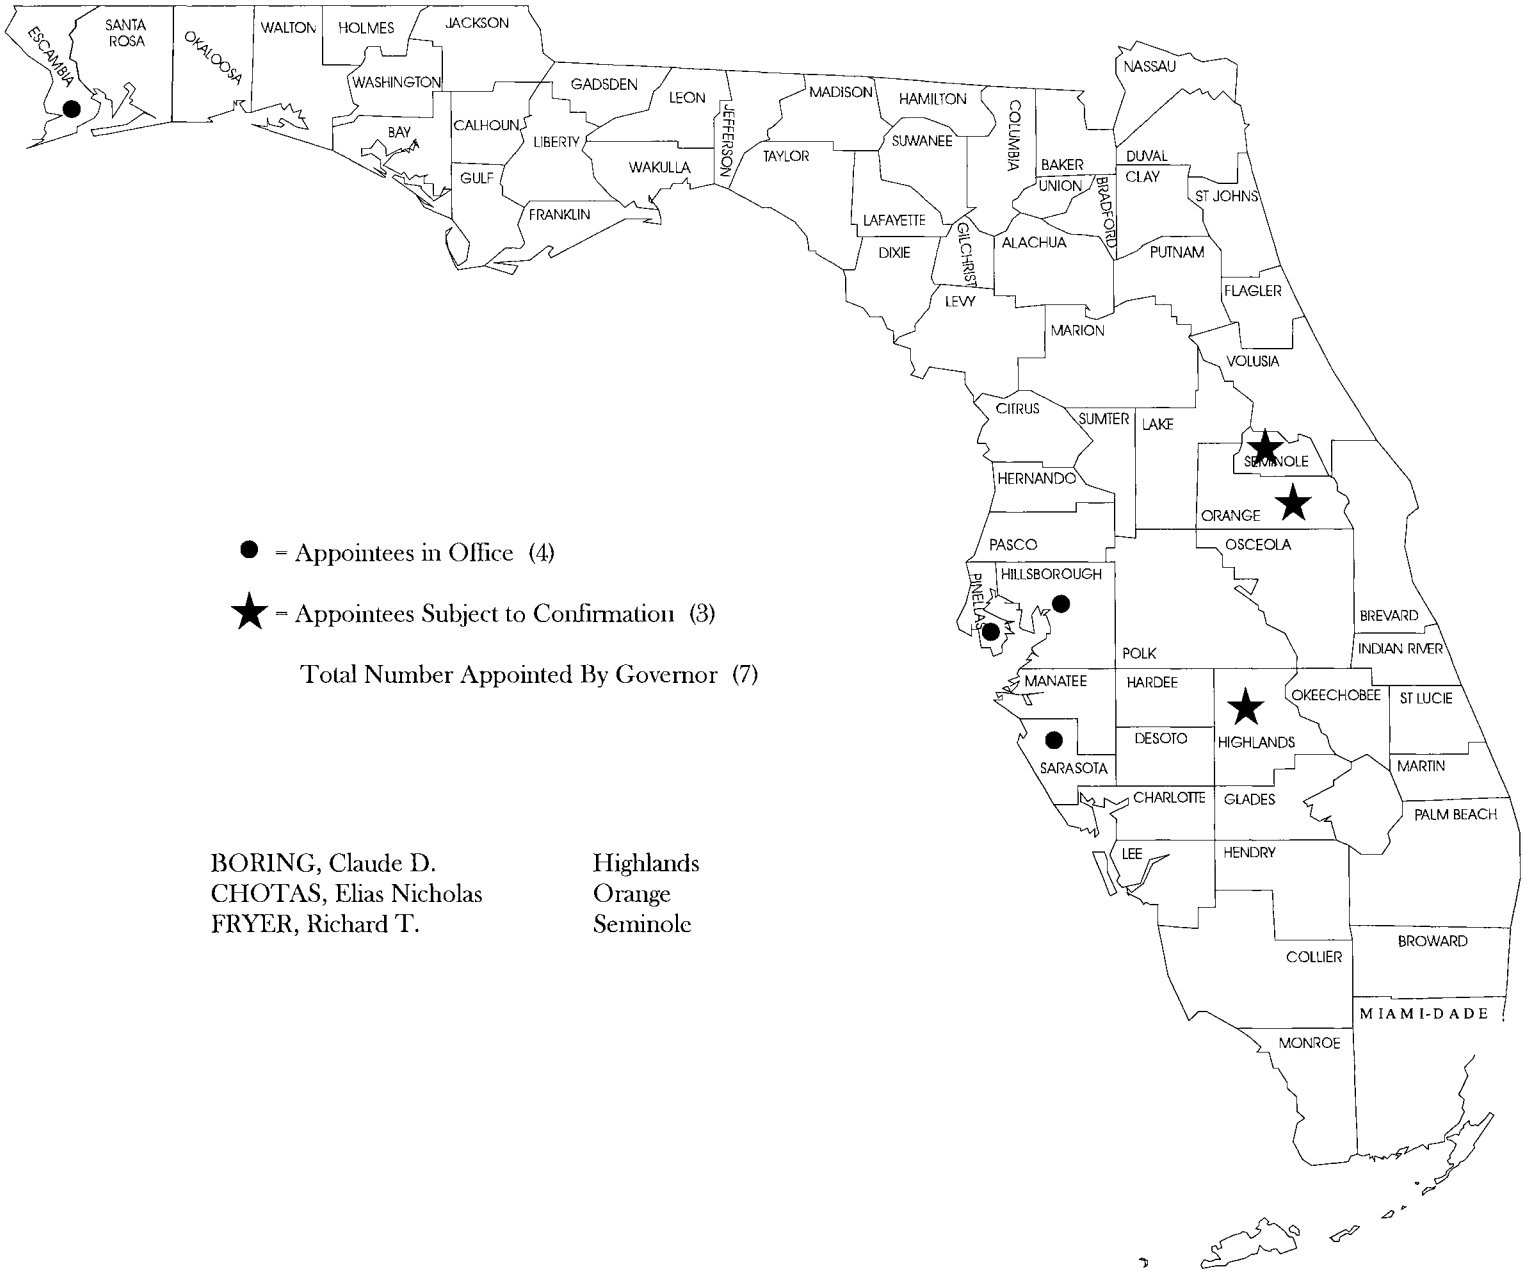 ESCAMBIA
SANTA
ROSA
OKALOOSA
WALTON
HOLMES
JACKSON
WASHINGTON
BAY
CALHOUN
GULF
LIBERTY
GADSDEN
FRANKLIN
LEON
WAKULLA
JEFFERSON
MADISON
TAYLOR
HAMILTON
SUWANEE
LAFAYETTE
DIXIE
COLUMBIA
GILCHRIST
LEVY
NASSAU
BAKER
DUVAL
UNION
BRADFORD
CLAY
ST JOHNS
ALACHUA
PUTNAM
FLAGLER
MARION
VOLUSIA
CITRUS
SUMTER
LAKE
SEMINOLE
HERNANDO
ORANGE
PASCO
OSCEOLA
= Appointees in Office (4)
HILLSBOROUGH
PINELLAS
= Appointees Subject to Confirmation (3)
BREVARD
INDIAN RIVER
POLK
Total Number Appointed By Governor (7)
MANATEE
HARDEE
OKEECHOBEE
ST LUCIE
DESOTO
HIGHLANDS
SARASOTA
MARTIN
CHARLOTTE
GLADES
PALM BEACH
LEE
HENDRY
BORING, Claude D. Highlands
CHOTAS, Elias Nicholas Orange
FRYER, Richard T. Seminole
BROWARD
COLLIER
MIAMI-DADE
MONROE